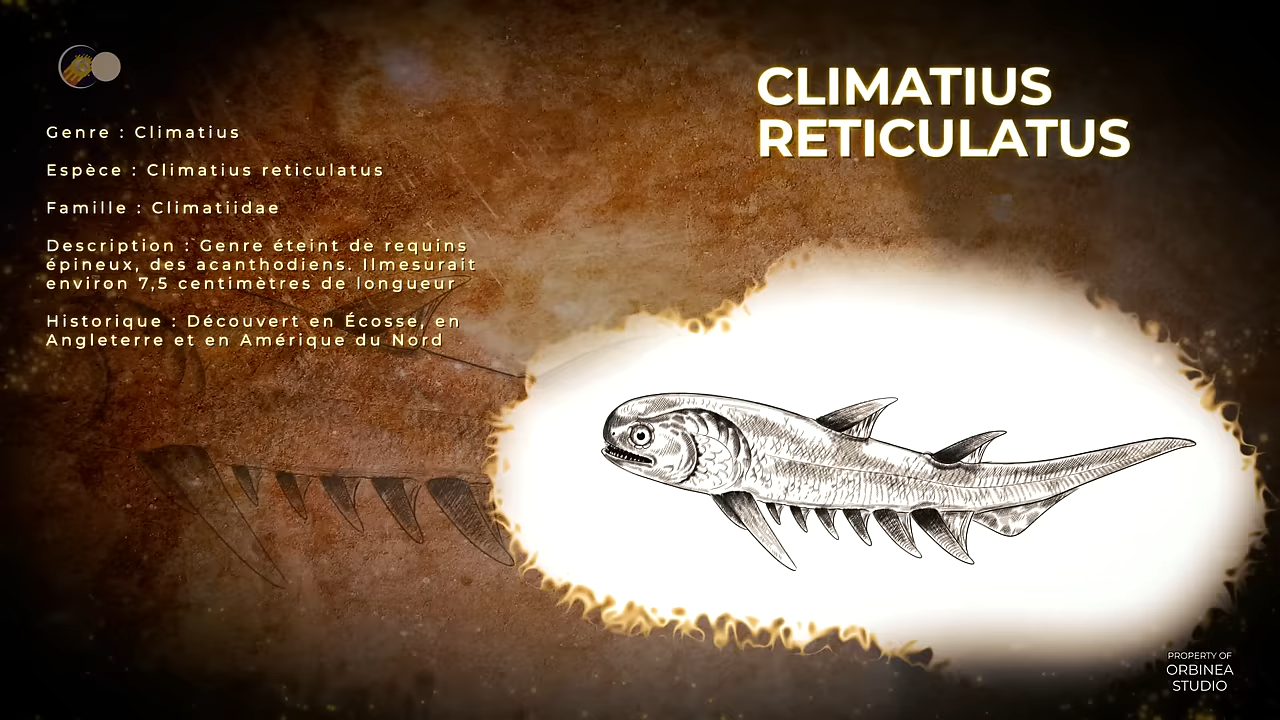 CLIMATIUS
RETICULATUS
Genre : Climatius
Espèce : Climatius reticulatus
Famille : Climatiidae
Description : Genre éteint de requins
épineux, des acanthodiens. Ilmesurait
environ 7,5 centimètres de longueur
Historique : Découvert en Écosse, en
Angleterre et en Amérique du Nord
PROPERTY OF
ORBINEA
STUDIO